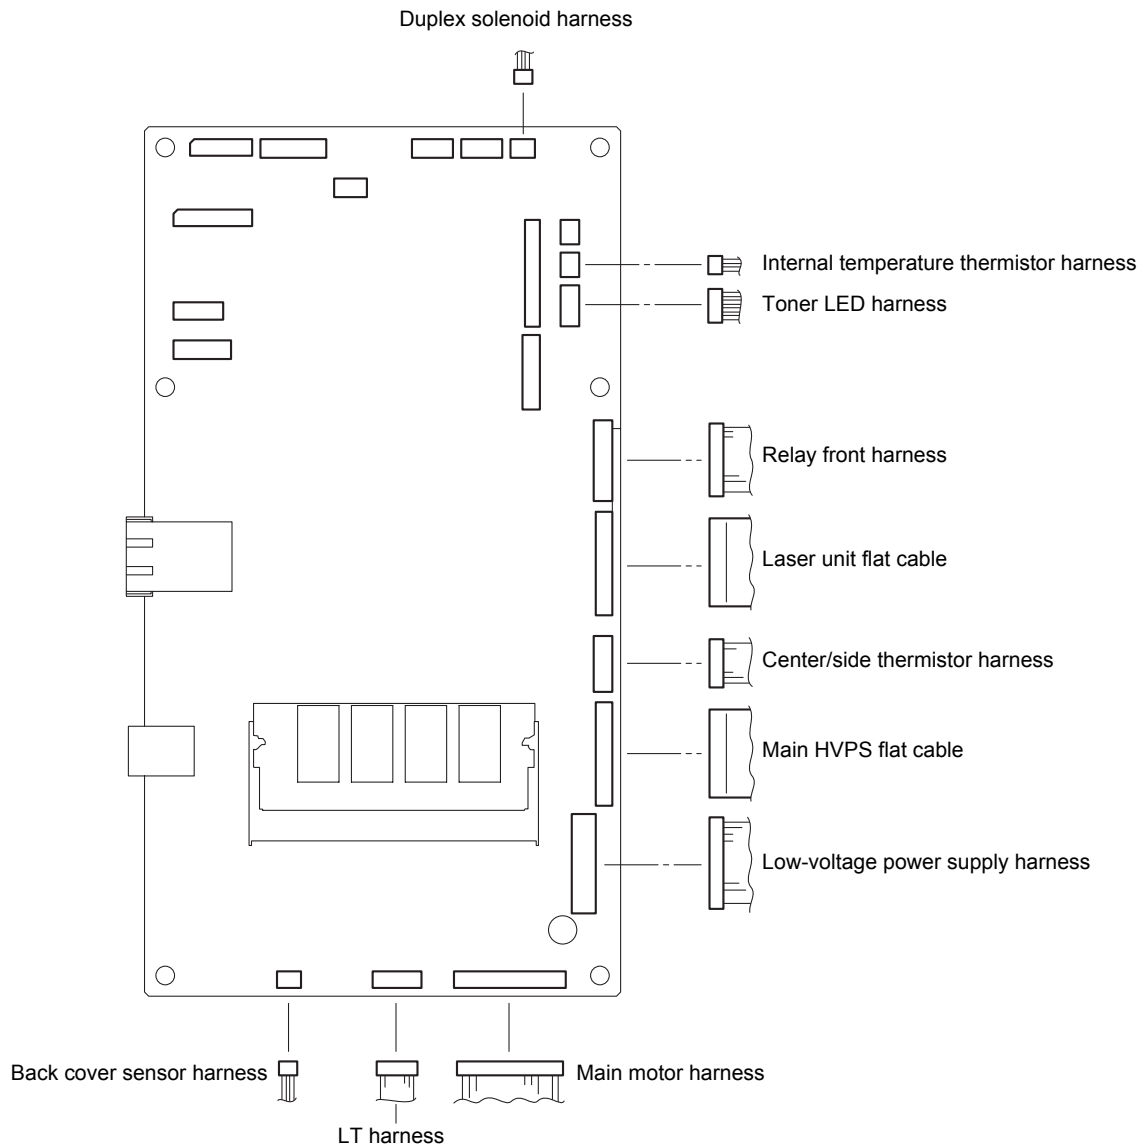 Duplex solenoid harness
Internal temperature thermistor harness
Toner LED harness
Relay front harness
Laser unit flat cable
Center/side thermistor harness
Main HVPS flat cable
Low-voltage power supply harness
Back cover sensor harness
Main motor harness
LT harness